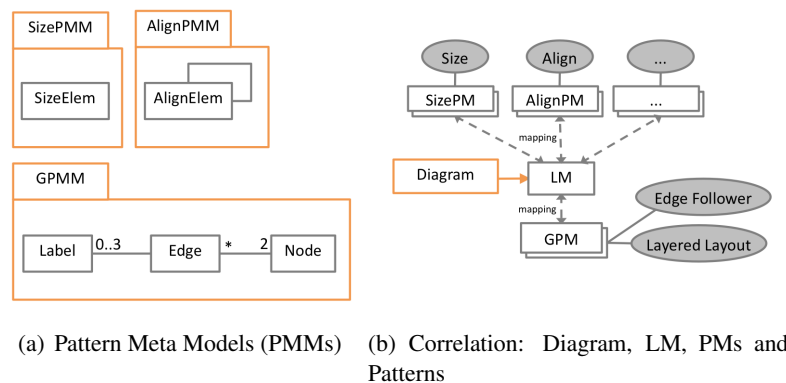 SizePMM
AlignPMM
SizeElem
AlignElem
GPMM
Label
0..3
Edge
*
2
Node
Size
Align
...
SizePM
AlignPM
...
mapping
Diagram
LM
mapping
GPM
Edge Follower
Layered Layout
(a) Pattern Meta Models (PMMs)
(b) Correlation: Diagram, LM, PMs and
Patterns